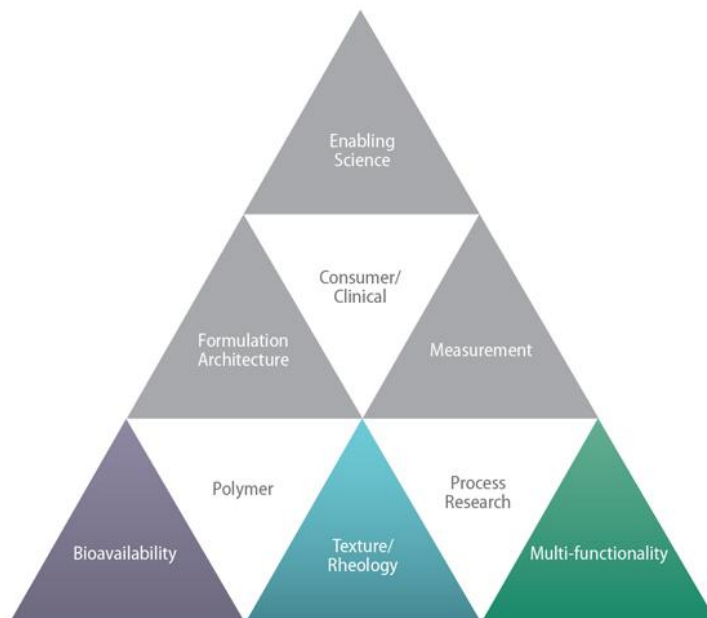 Enabling
Science
Consumer/
Clinical
Formulation
Architecture
Measurement
Polymer
Process
Research
Bioavailability
Texture/
Rheology
Multi-functionality